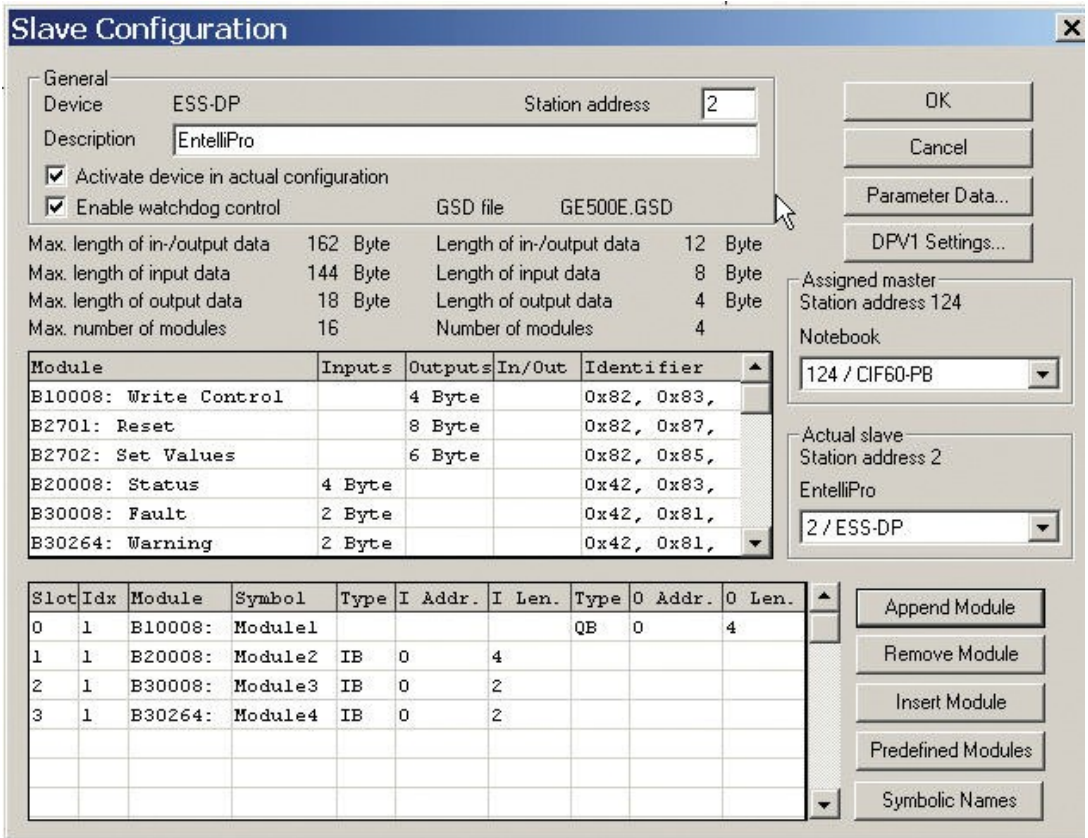 Slave Configuration
General
Device ESS-DP Station address 2
Description EntelliPro
Activate device in actual configuration
Enable watchdog control GSD file GE500E.GSD
OK
Cancel
Parameter Data...
DPV1 Settings...
Max. length of in-/output data 162 Byte Length of in-/output data 12 Byte
Max. length of input data 144 Byte Length of input data 8 Byte
Max. length of output data 18 Byte Length of output data 4 Byte
Max. number of modules 16 Number of modules 4
Assigned master
Station address 124
Notebook
124 / CIF60-PB
Actual slave
Station address 2
EntelliPro
2 / ESS-DP
Module Inputs Outputs In/Out Identifier
B10008: Write Control 4 Byte 0x82, 0x83,
B2701: Reset 8 Byte 0x82, 0x87,
B2702: Set Values 6 Byte 0x82, 0x85,
B20008: Status 4 Byte 0x42, 0x83,
B30008: Fault 2 Byte 0x42, 0x81,
B30264: Warning 2 Byte 0x42, 0x81,
Slot Idx Module Symbol Type I Addr. I Len. Type O Addr. O Len.
0 1 B10008: Module1 QB 0 4
1 1 B20008: Module2 IB 0 4
2 1 B30008: Module3 IB 0 2
3 1 B30264: Module4 IB 0 2
Append Module
Remove Module
Insert Module
Predefined Modules
Symbolic Names